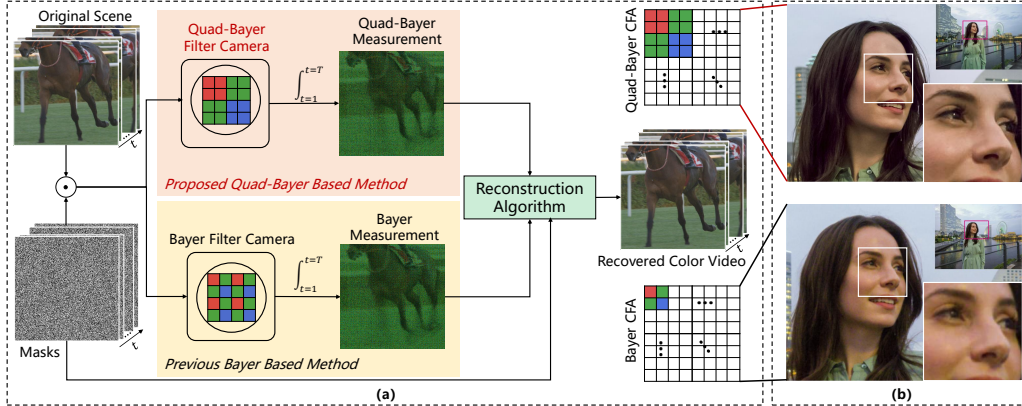 Original Scene
t
Masks
t
Quad-Bayer
Filter Camera
∫ t=T t=1
Quad-Bayer
Measurement
Proposed Quad-Bayer Based Method
Bayer Filter Camera
∫ t=T t=1
Bayer
Measurement
Previous Bayer Based Method
Reconstruction
Algorithm
t
Recovered Color Video
Quad-Bayer CFA
Bayer CFA
(a)
(b)